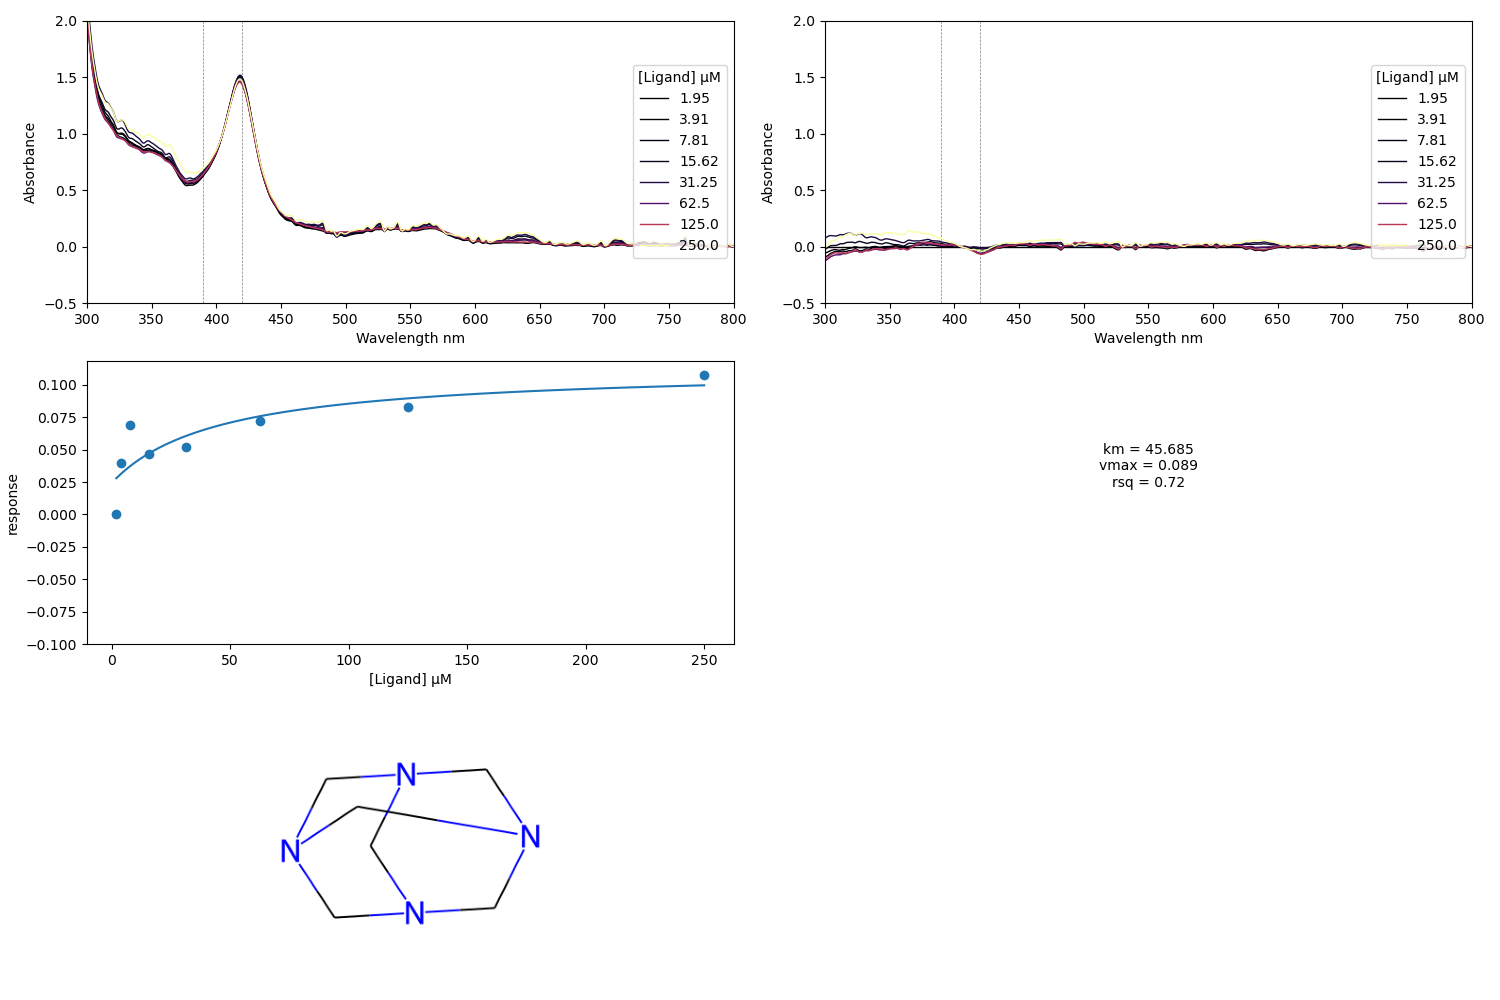 2.0
1.5
1.0
0.5
0.0
−0.5
Absorbance
300 350 400 450 500 550 600 650 700 750 800
Wavelength nm
[Ligand] μM
1.95
3.91
7.81
15.62
31.25
62.5
125.0
250.0
2.0
1.5
1.0
0.5
0.0
−0.5
Absorbance
300 350 400 450 500 550 600 650 700 750 800
Wavelength nm
[Ligand] μM
1.95
3.91
7.81
15.62
31.25
62.5
125.0
250.0
0.100
0.075
0.050
0.025
0.000
−0.025
−0.050
−0.075
−0.100
response
0 50 100 150 200 250
[Ligand] μM
km = 45.685
vmax = 0.089
rsq = 0.72
N
N
N
N